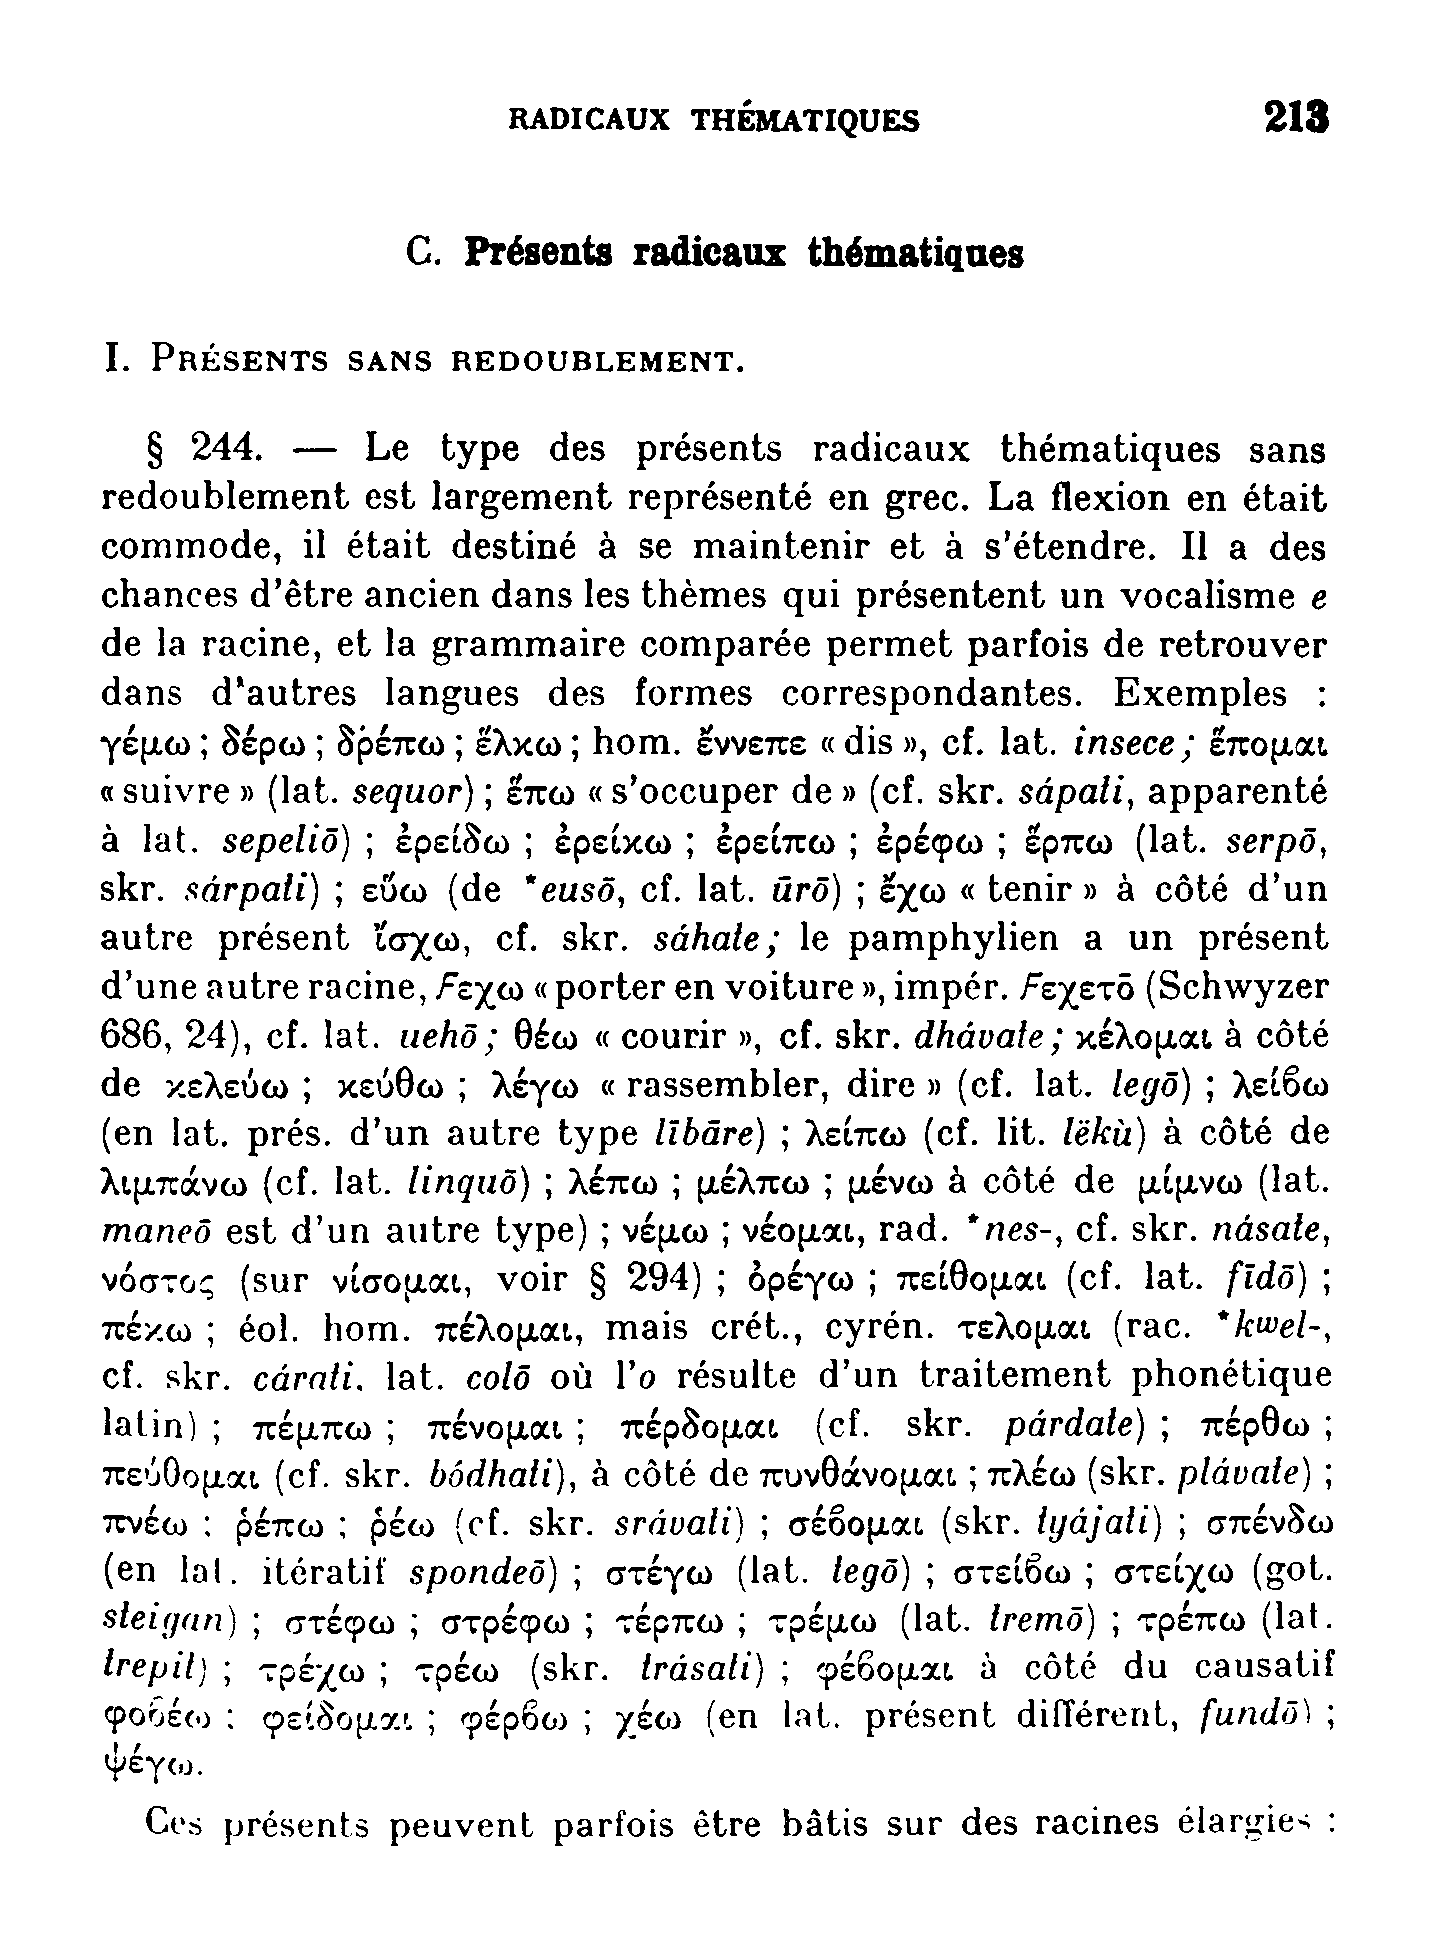 RADICAUX THÉMATIQUES 213
C. Présents radicaux thématiques
I. PRÉSENTS SANS REDOUBLEMENT.
§ 244. — Le type des présents radicaux thématiques sans
redoublement est largement représenté en grec. La flexion en était
commode, il était destiné à se maintenir et à s'étendre. Il a des
chances d'être ancien dans les thèmes qui présentent un vocalisme e
de la racine, et la grammaire comparée permet parfois de retrouver
dans d'autres langues des formes correspondantes. Exemples :
γέμω ; δέρω ; δρέπω ; ἕλκω ; hom. ἔννεπε « dis », cf. lat. insece ; ἕπομαι
« suivre » (lat. sequor) ; ἕπω « s'occuper de » (cf. skr. sápati, apparenté
à lat. sepeliō) ; ἐρείδω ; ἐρείκω ; ἐρείπω ; ἐρέφω ; ἕρπω (lat. serpō,
skr. sárpati) ; εὕω (de *eusō, cf. lat. ūrō) ; ἔχω « tenir » à côté d'un
autre présent ἴσχω, cf. skr. sáhate ; le pamphylien a un présent
d'une autre racine, Ϝεχω « porter en voiture », impér. Ϝεχετō (Schwyzer
686, 24), cf. lat. uehō ; θέω « courir », cf. skr. dhávate ; κέλομαι à côté
de κελεύω ; κεύθω ; λέγω « rassembler, dire » (cf. lat. legō) ; λείϐω
(en lat. prés. d'un autre type lībāre) ; λείπω (cf. lit. lëkù) à côté de
λιμπάνω (cf. lat. linquō) ; λέπω ; μέλπω ; μένω à côté de μίμνω (lat.
maneō est d'un autre type) ; νέμω ; νέομαι, rad. *nes-, cf. skr. násate,
νόστος (sur νίσομαι, voir § 294) ; ὀρέγω ; πείθομαι (cf. lat. fīdō) ;
πέκω ; éol. hom. πέλομαι, mais crét., cyrén. τελομαι (rac. *kwel-,
cf. skr. cárati, lat. colō où l'o résulte d'un traitement phonétique
latin) ; πέμπω ; πένομαι ; πέρδομαι (cf. skr. párdate) ; πέρθω ;
πεύθομαι (cf. skr. bódhati), à côté de πυνθάνομαι ; πλέω (skr. plávate) ;
πνέω ; ῥέπω ; ῥέω (cf. skr. srávati) ; σέϐομαι (skr. tyájati) ; σπένδω
(en lat. itératif spondeō) ; στέγω (lat. tegō) ; στείϐω ; στείχω (got.
steigan) ; στέφω ; στρέφω ; τέρπω ; τρέμω (lat. tremō) ; τρέπω (lat.
trepit) ; τρέχω ; τρέω (skr. trásati) ; φέϐομαι à côté du causatif
φοϐέω ; φείδομαι ; φέρϐω ; χέω (en lat. présent différent, fundō) ;
ψέγω.
Ces présents peuvent parfois être bâtis sur des racines élargies :